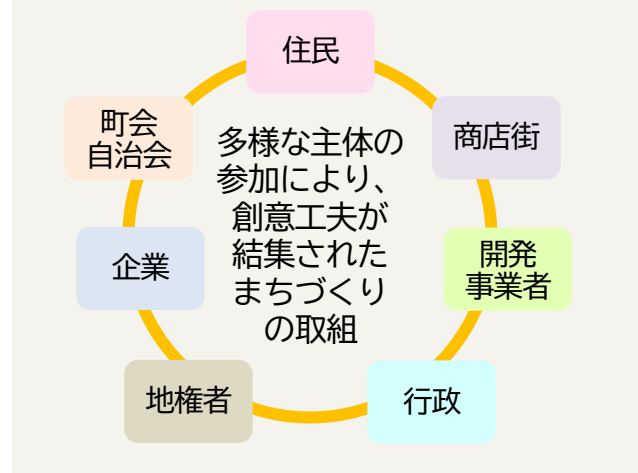 住民
町会
自治会
商店街
多様な主体の
参加により、
創意工夫が
結集された
まちづくり
の取組
企業
開発
事業者
地権者
行政